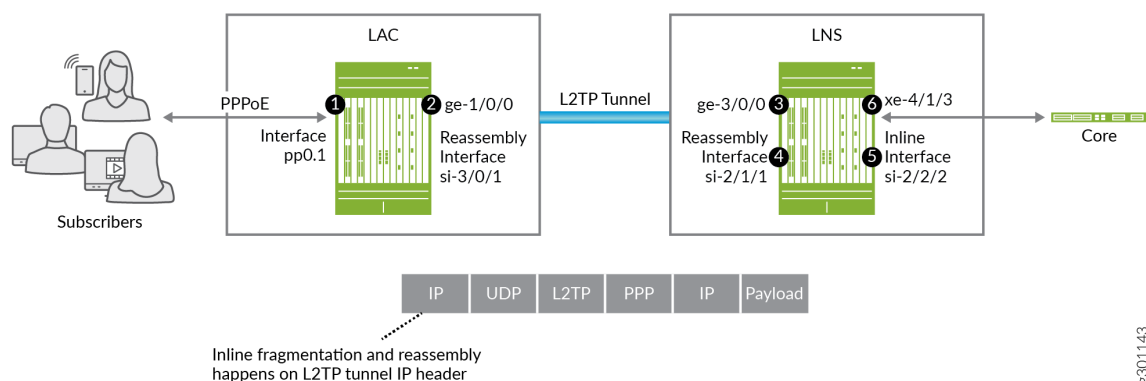 LAC
LNS
PPPoE
1
2 ge-1/0/0
Interface
pp0.1
Reassembly
Interface
si-3/0/1
L2TP Tunnel
ge-3/0/0 3
6 xe-4/1/3
Reassembly
Interface 4
si-2/1/1
Inline
5 Interface
si-2/2/2
Core
Subscribers
IP UDP L2TP PPP IP Payload
Inline fragmentation and reassembly
happens on L2TP tunnel IP header
g301143